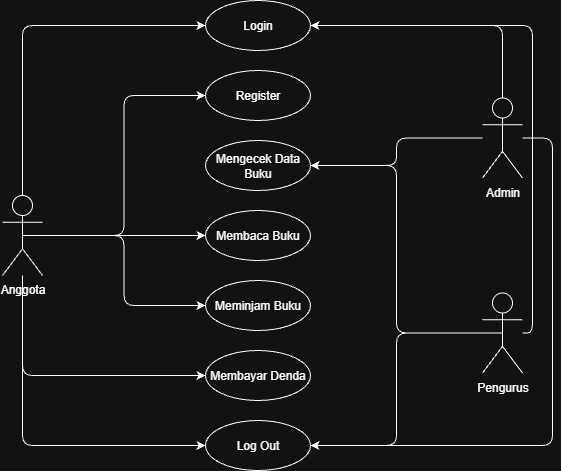 Login
Register
Mengecek Data
Buku
Admin
Membaca Buku
Anggota
Meminjam Buku
Membayar Denda
Pengurus
Log Out